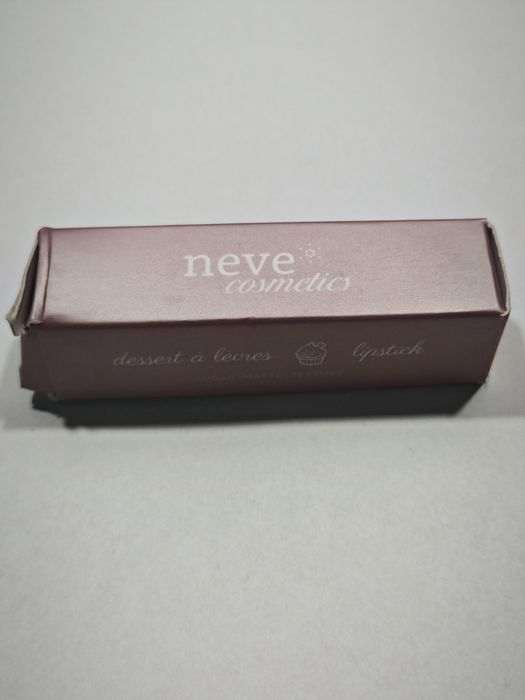 neve
cosmetics
dessert à lèvres lipstick
SUGAR MATTE TEXTURE